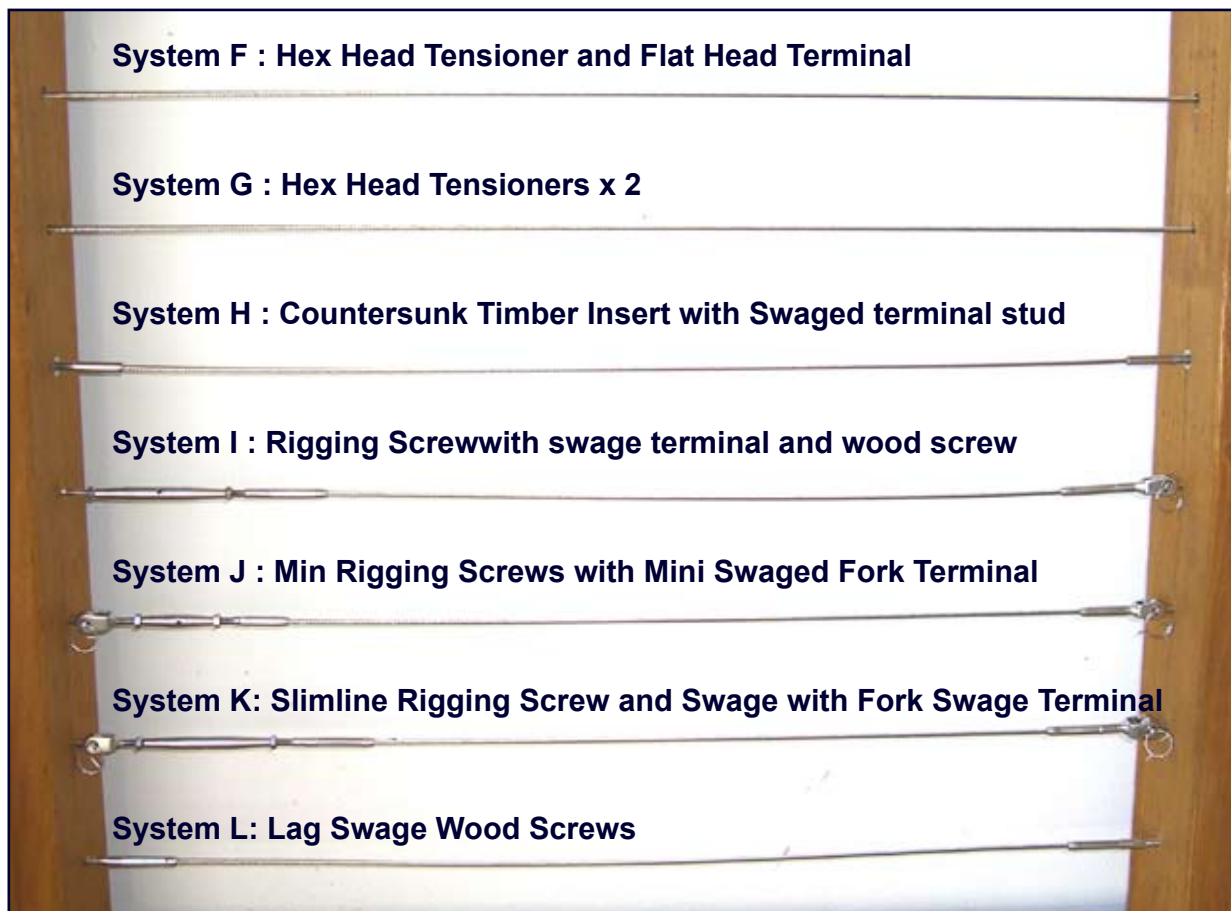 System F : Hex Head Tensioner and Flat Head Terminal
System G : Hex Head Tensioners x 2
System H : Countersunk Timber Insert with Swaged terminal stud
System I : Rigging Screwwith swage terminal and wood screw
System J : Min Rigging Screws with Mini Swaged Fork Terminal
System K: Slimline Rigging Screw and Swage with Fork Swage Terminal
System L: Lag Swage Wood Screws